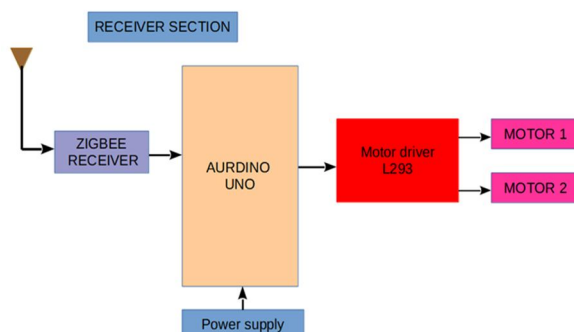 RECEIVER SECTION
ZIGBEE
RECEIVER
AURDINO
UNO
Motor driver
L293
MOTOR 1
MOTOR 2
Power supply